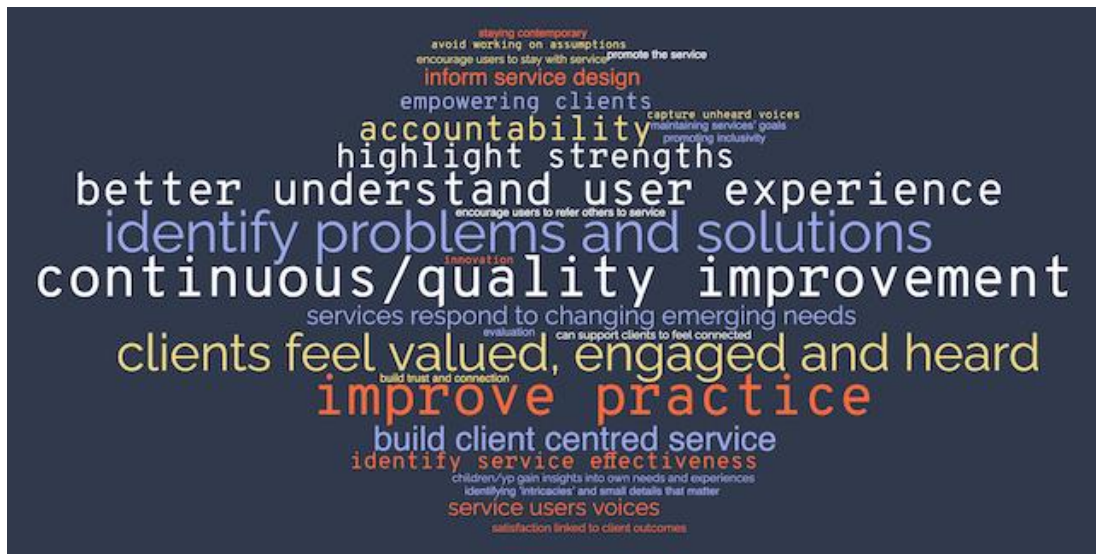 staying contemporary
avoid working on assumptions
promote the service
encourage users to stay with service
inform service design
empowering clients
capture unheard voices
accountability
maintaining services' goals
promoting inclusivity
highlight strengths
better understand user experience
encourage users to refer others to service
identify problems and solutions
innovation
continuous/quality improvement
services respond to changing emerging needs
evaluation
can support clients to feel connected
clients feel valued, engaged and heard
build trust and connection
improve practice
build client centred service
identify service effectiveness
children/yp gain insights into own needs and experiences
identifying 'intricacies' and small details that matter
service users voices
satisfaction linked to client outcomes